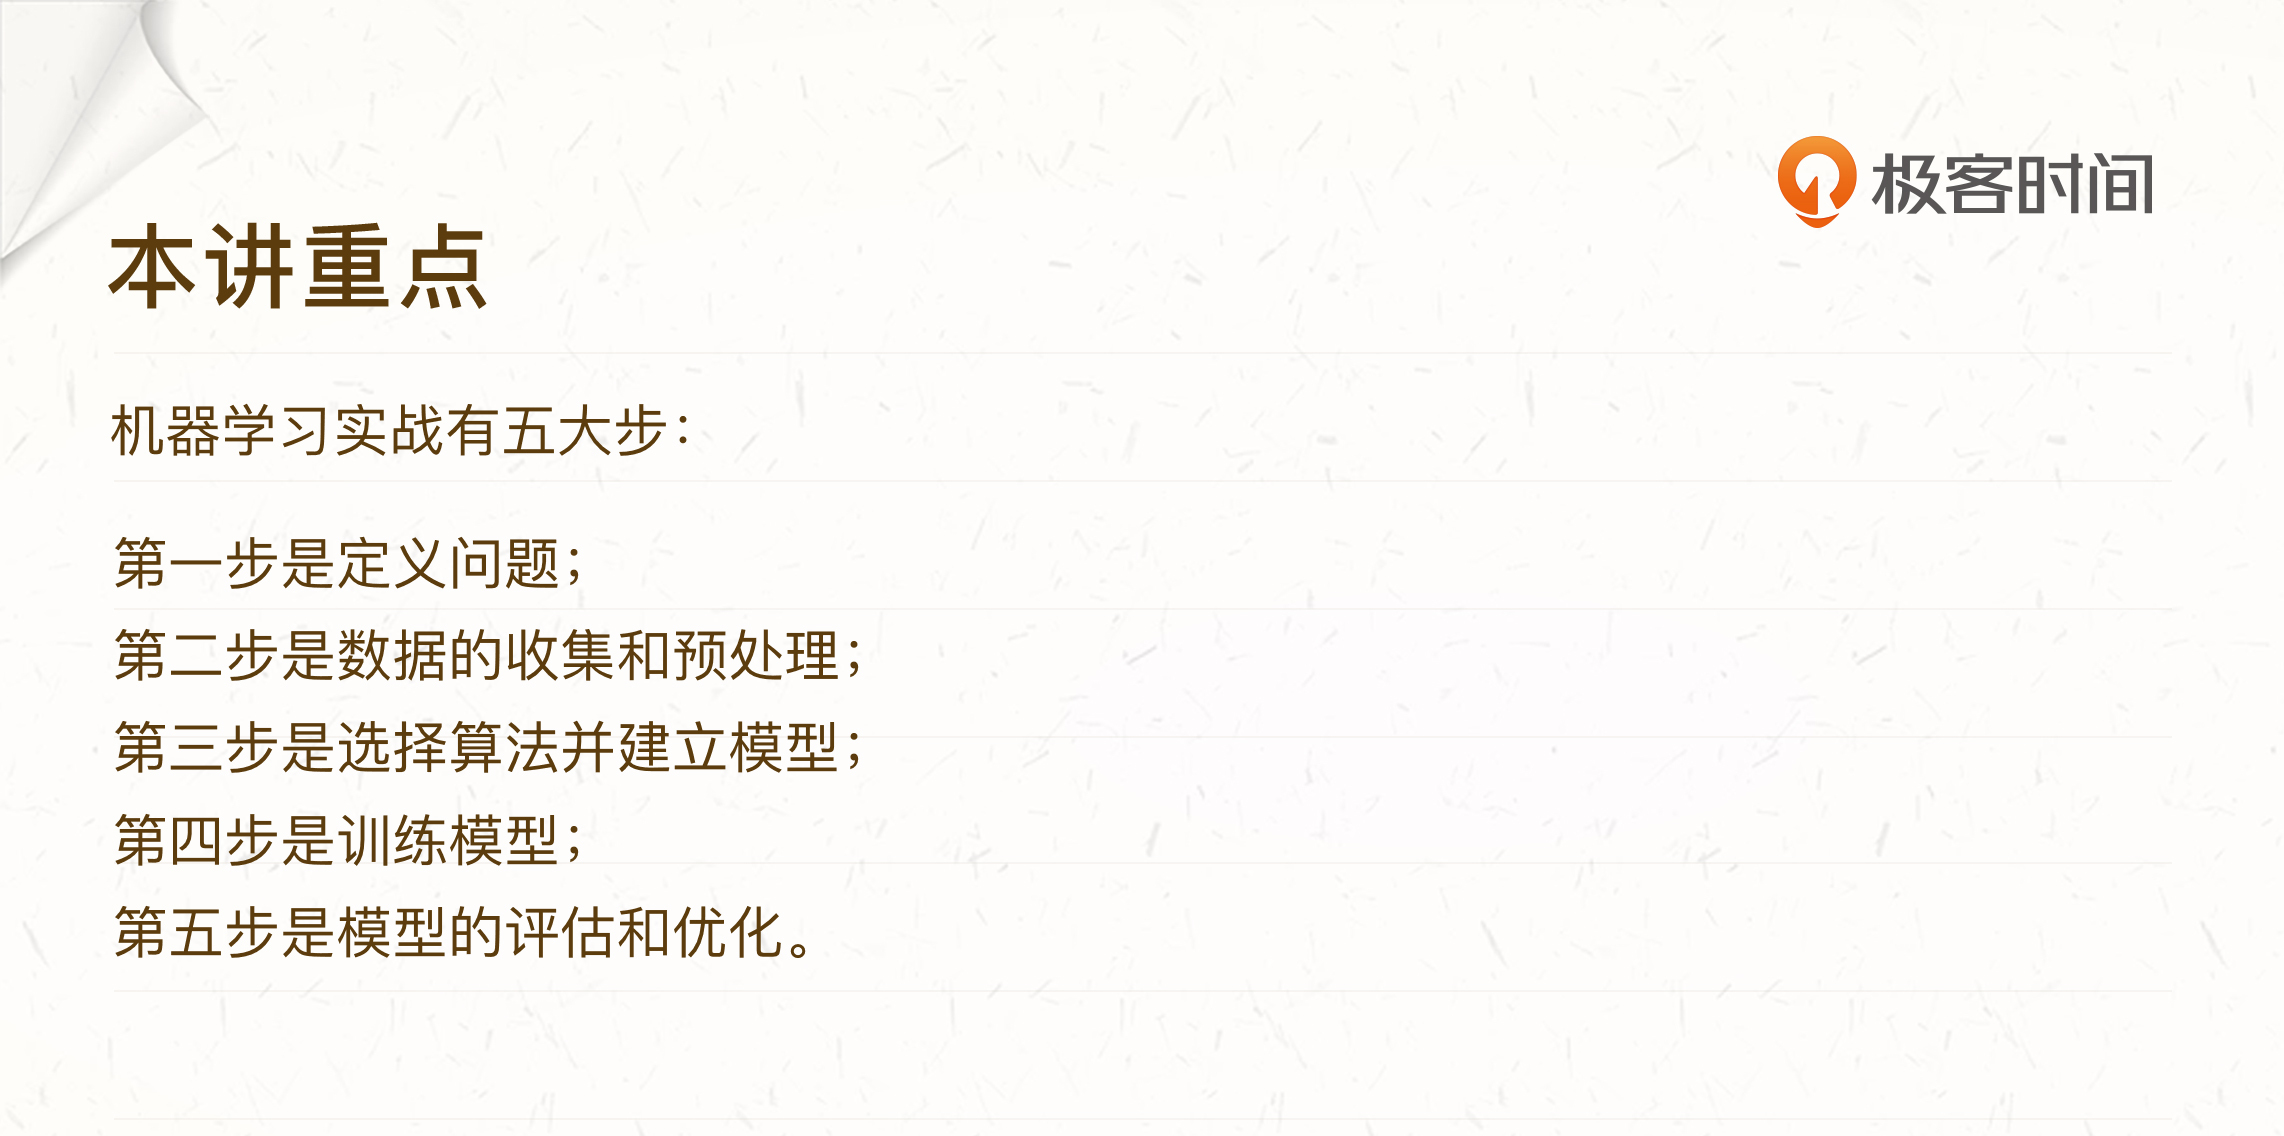 极客时间
本讲重点
机器学习实战有五大步：
第一步是定义问题；
第二步是数据的收集和预处理；
第三步是选择算法并建立模型；
第四步是训练模型；
第五步是模型的评估和优化。